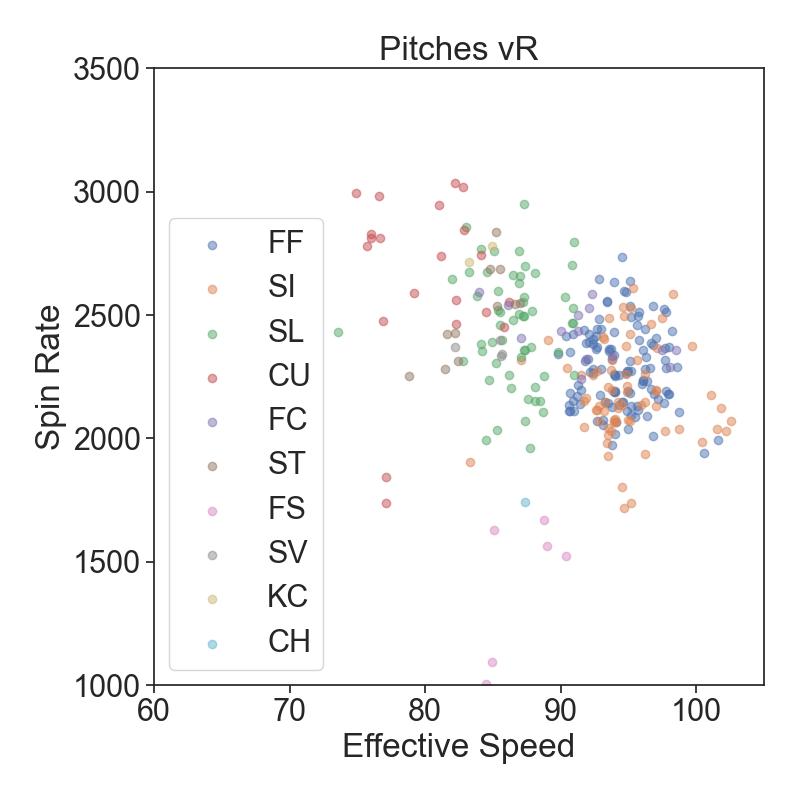 Pitches vR
3500
3000
2500
2000
1500
1000
Spin Rate
FF
SI
SL
CU
FC
ST
FS
SV
KC
CH
60 70 80 90 100
Effective Speed